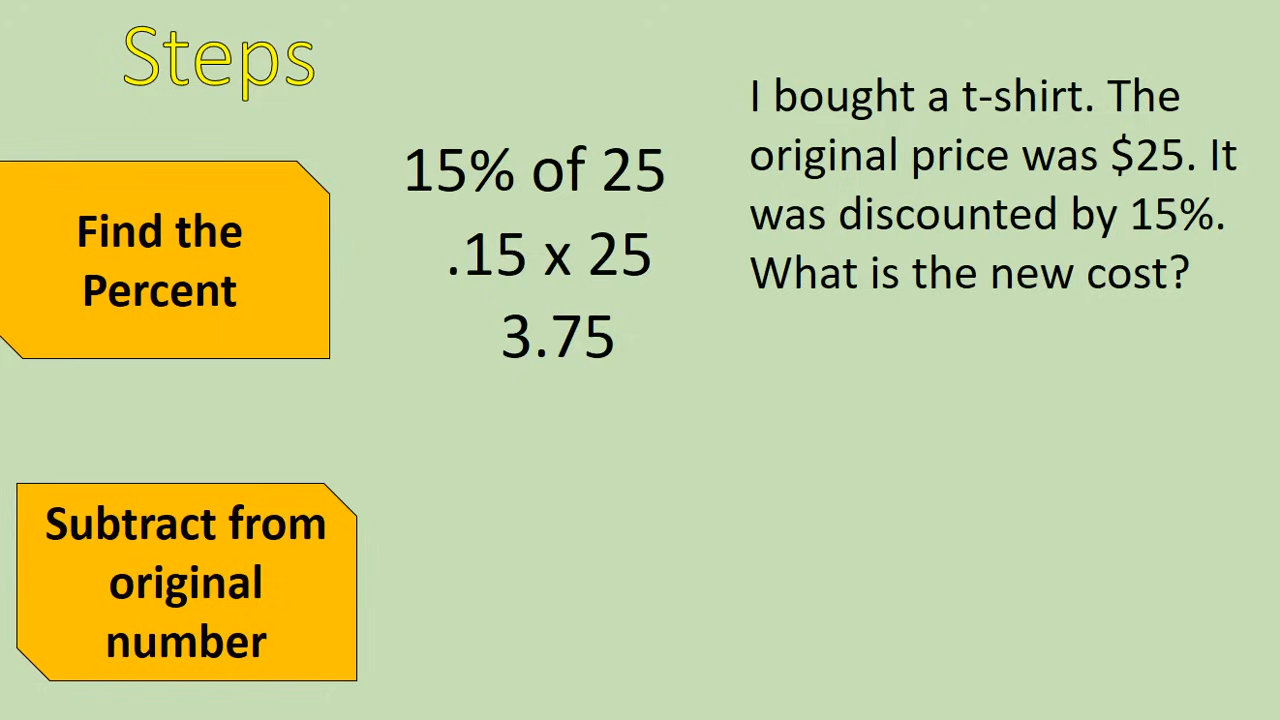 Steps
Find the
Percent
15% of 25
.15 x 25
3.75
I bought a t-shirt. The
original price was $25. It
was discounted by 15%.
What is the new cost?
Subtract from
original
number